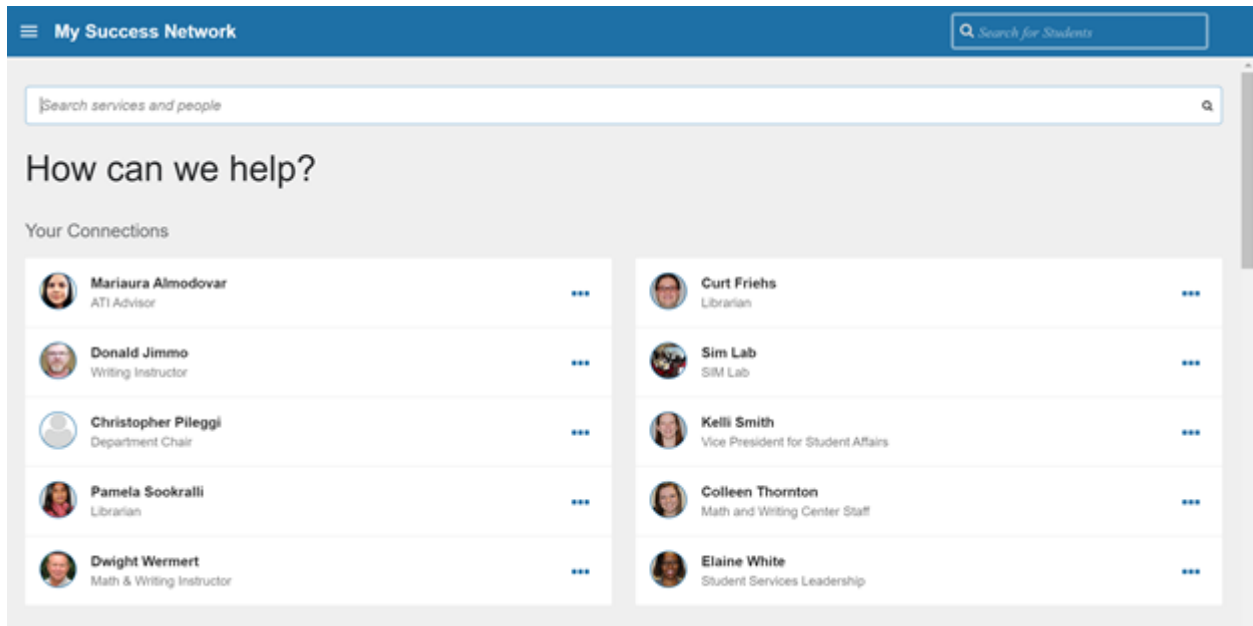 My Success Network
Search for Students
Search services and people
How can we help?
Your Connections
Mariaura Almodovar
ATI Advisor
Donald Jimmo
Writing Instructor
Christopher Pileggi
Department Chair
Pamela Sookralli
Librarian
Dwight Wermert
Math & Writing Instructor
Curt Friehs
Librarian
Sim Lab
SIM Lab
Kelli Smith
Vice President for Student Affairs
Colleen Thornton
Math and Writing Center Staff
Elaine White
Student Services Leadership